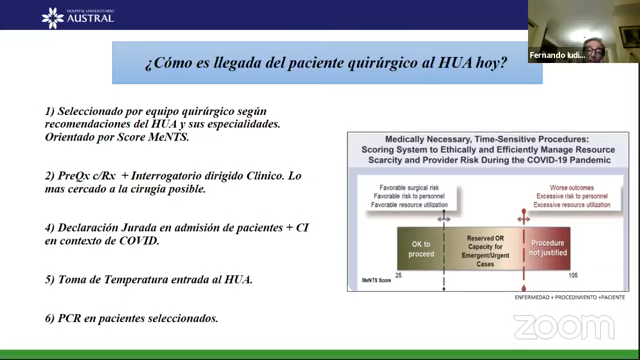 HOSPITAL UNIVERSITARIO
AUSTRAL
Fernando Iudi...
¿Cómo es llegada del paciente quirúrgico al HUA hoy?
1) Seleccionado por equipo quirúrgico según
recomendaciones del HUA y sus especialidades.
Orientado por Score MeNTS.
2) PreQx c/Rx + Interrogatorio dirigido Clínico. Lo
mas cercado a la cirugía posible.
4) Declaración Jurada en admisión de pacientes + CI
en contexto de COVID.
5) Toma de Temperatura entrada al HUA.
6) PCR en pacientes seleccionados.
Medically Necessary, Time-Sensitive Procedures:
Scoring System to Ethically and Efficiently Manage Resource
Scarcity and Provider Risk During the COVID-19 Pandemic
Favorable surgical risk
Favorable risk to personnel
Favorable resource utilization
Worse outcomes
Excessive risk to personnel
Excessive resource utilization
OK to
proceed
Reserved OR
Capacity for
Emergent/Urgent
Cases
Procedure
not justified
25
105
MeNTS Score
ENFERMEDAD + PROCEDIMIENTO +PACIENTE
zoom